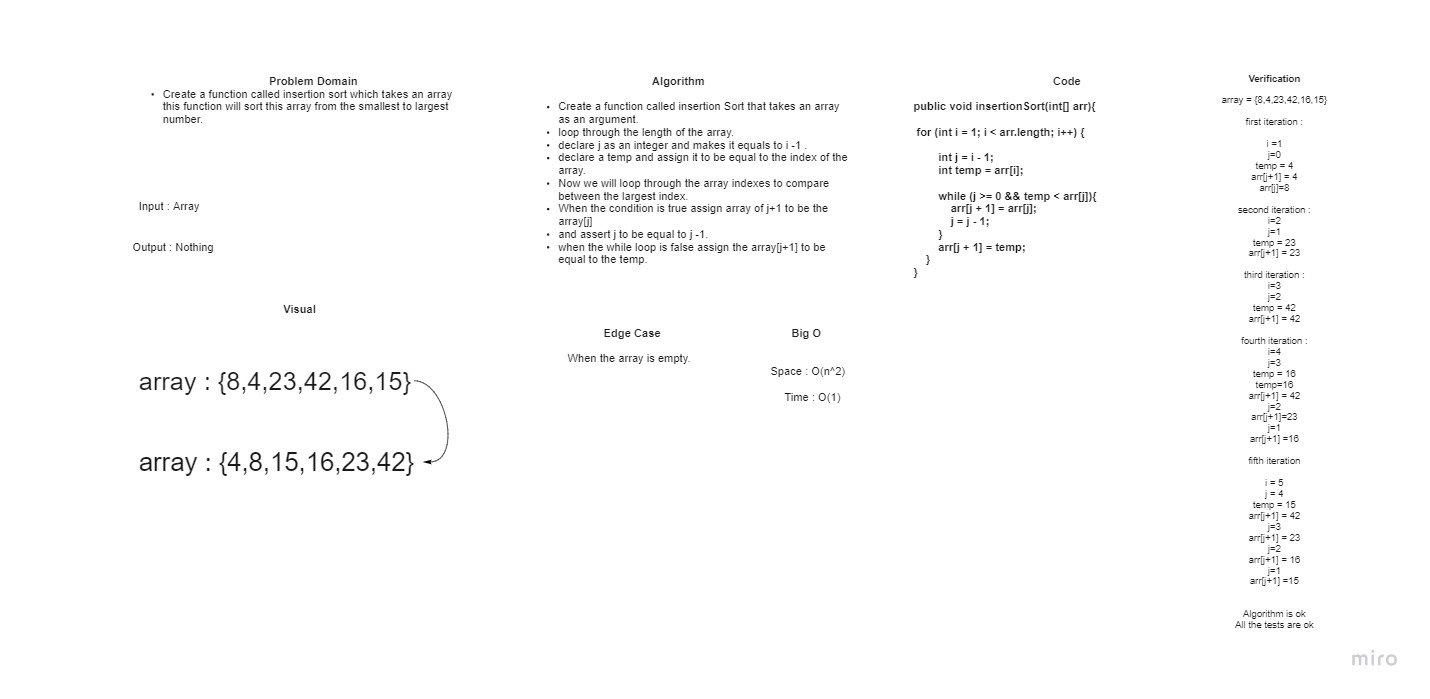 Problem Domain
• Create a function called insertion sort which takes an array
this function will sort this array from the smallest to largest
number.
Input : Array
Output : Nothing
Visual
array : {8,4,23,42,16,15}
array : {4,8,15,16,23,42}
Algorithm
• Create a function called insertion Sort that takes an array
as an argument.
• loop through the length of the array.
• declare j as an integer and makes it equals to i -1 .
• declare a temp and assign it to be equal to the index of the
array.
• Now we will loop through the array indexes to compare
between the largest index.
• When the condition is true assign array of j+1 to be the
array[j]
• and assert j to be equal to j -1.
• when the while loop is false assign the array[j+1] to be
equal to the temp.
Edge Case
When the array is empty.
Big O
Space : O(n^2)
Time : O(1)
Code
public void insertionSort(int[] arr){
for (int i = 1; i < arr.length; i++) {
int j = i - 1;
int temp = arr[i];
while (j >= 0 && temp < arr[j]){
arr[j + 1] = arr[j];
j = j - 1;
}
arr[j + 1] = temp;
}
}
Verification
array = {8,4,23,42,16,15}
first iteration :
i =1
j=0
temp = 4
arr[j+1] = 4
arr[j]=8
second iteration :
i=2
j=1
temp = 23
arr[j+1] = 23
third iteration :
i=3
j=2
temp = 42
arr[j+1] = 42
fourth iteration :
i=4
j=3
temp = 16
temp=16
arr[j+1] = 42
j=2
arr[j+1]=23
j=1
arr[j+1] =16
fifth iteration
i = 5
j = 4
temp = 15
arr[j+1] = 42
j=3
arr[j+1] = 23
j=2
arr[j+1] = 16
j=1
arr[j+1] =15
Algorithm is ok
All the tests are ok
miro